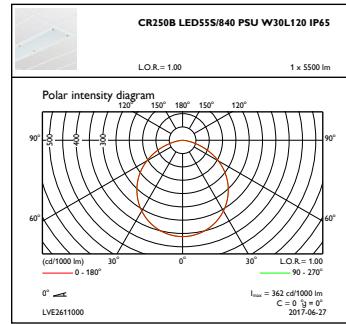 CR250B LED55S/840 PSU W30L120 IP65
L.O.R.= 1.00 1 x 5500 lm
Polar intensity diagram
120° 150° 180° 150° 120°
90° 500 400 300 90°
60° 60°
(cd/1000 lm) 30° 0° 30° L.O.R.= 1.00
0 - 180° 90 - 270°
0° Imax = 362 cd/1000 lm
C = 0 °g = 0°
LVE2611000 2017-06-27